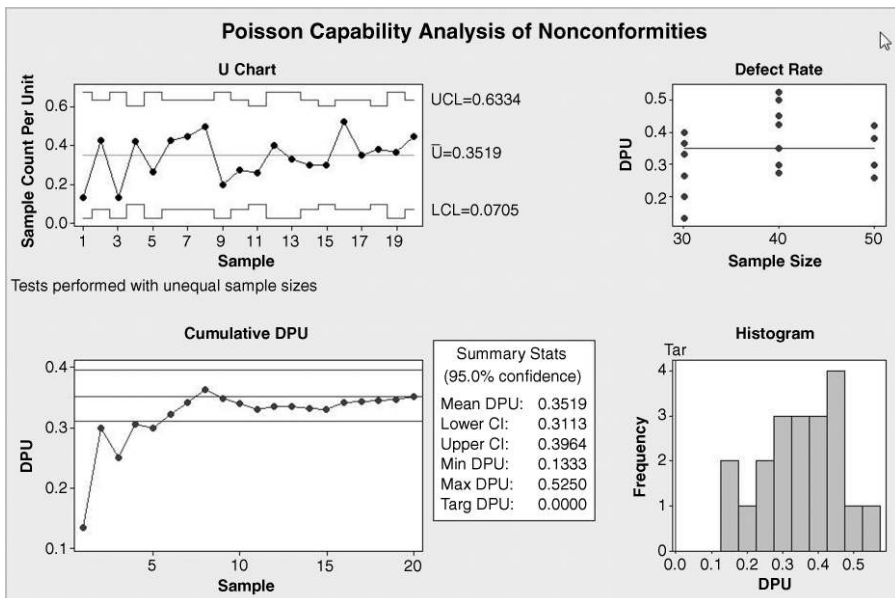 Poisson Capability Analysis of Nonconformities
U Chart
Sample Count Per Unit
0.6
0.4
0.2
0.0
UCL=0.6334
U̅=0.3519
LCL=0.0705
1 3 5 7 9 11 13 15 17 19
Sample
Tests performed with unequal sample sizes
Defect Rate
DPU
0.5
0.4
0.3
0.2
30 40 50
Sample Size
Cumulative DPU
DPU
0.4
0.3
0.2
0.1
5 10 15 20
Sample
Summary Stats
(95.0% confidence)
Mean DPU: 0.3519
Lower CI: 0.3113
Upper CI: 0.3964
Min DPU: 0.1333
Max DPU: 0.5250
Targ DPU: 0.0000
Histogram
Tar
Frequency
4
3
2
1
0
0.0 0.1 0.2 0.3 0.4 0.5
DPU